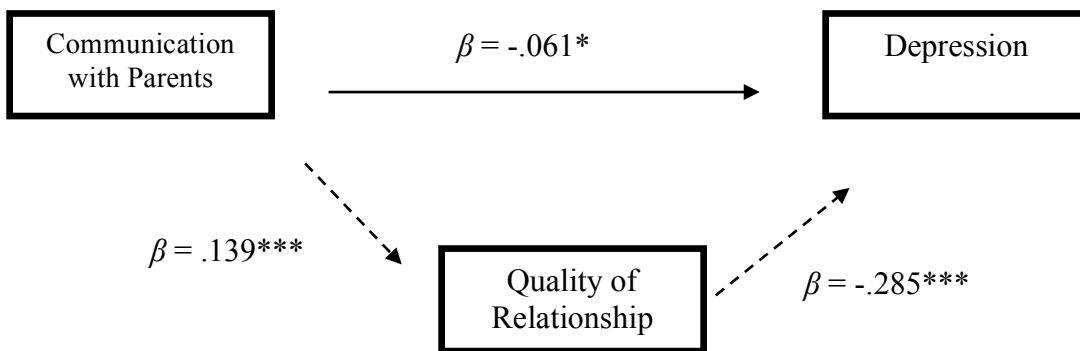 Communication
with Parents
β = -.061*
Depression
β = .139***
Quality of
Relationship
β = -.285***